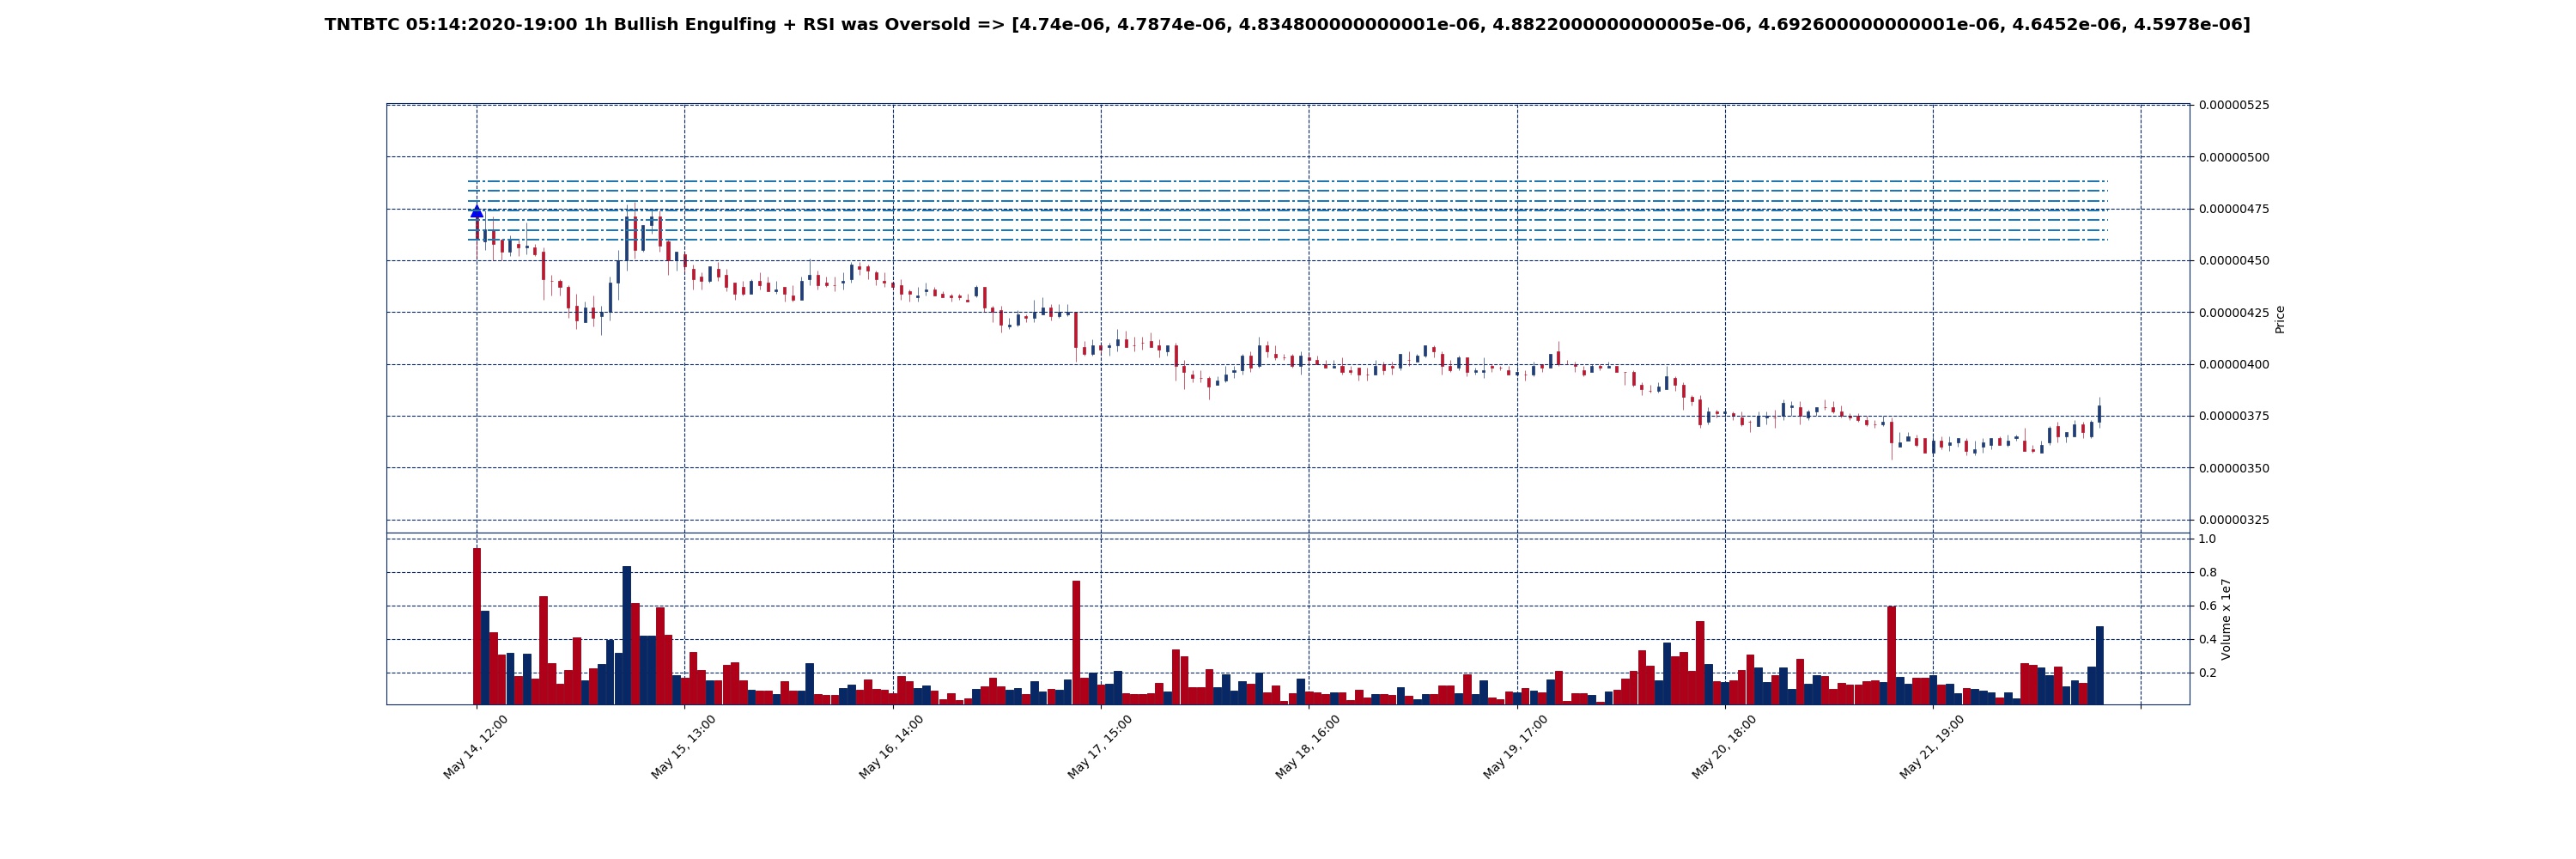 TNTBTC 05:14:2020-19:00 1h Bullish Engulfing + RSI was Oversold => [4.74e-06, 4.7874e-06, 4.834800000000001e-06, 4.8822000000000005e-06, 4.692600000000001e-06, 4.6452e-06, 4.5978e-06]
0.00000525
0.00000500
0.00000475
0.00000450
0.00000425
0.00000400
0.00000375
0.00000350
0.00000325
Price
1.0
0.8
0.6
0.4
0.2
Volume x 1e7
May 14, 12:00
May 15, 13:00
May 16, 14:00
May 17, 15:00
May 18, 16:00
May 19, 17:00
May 20, 18:00
May 21, 19:00